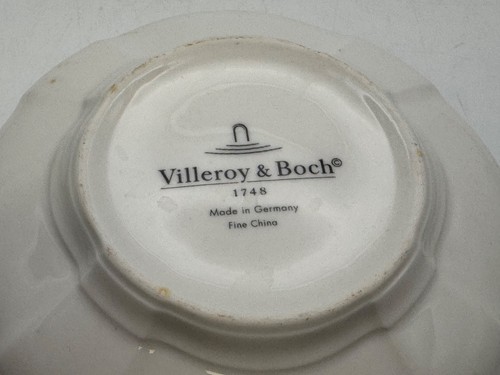 Villeroy & Boch©
1748
Made in Germany
Fine China